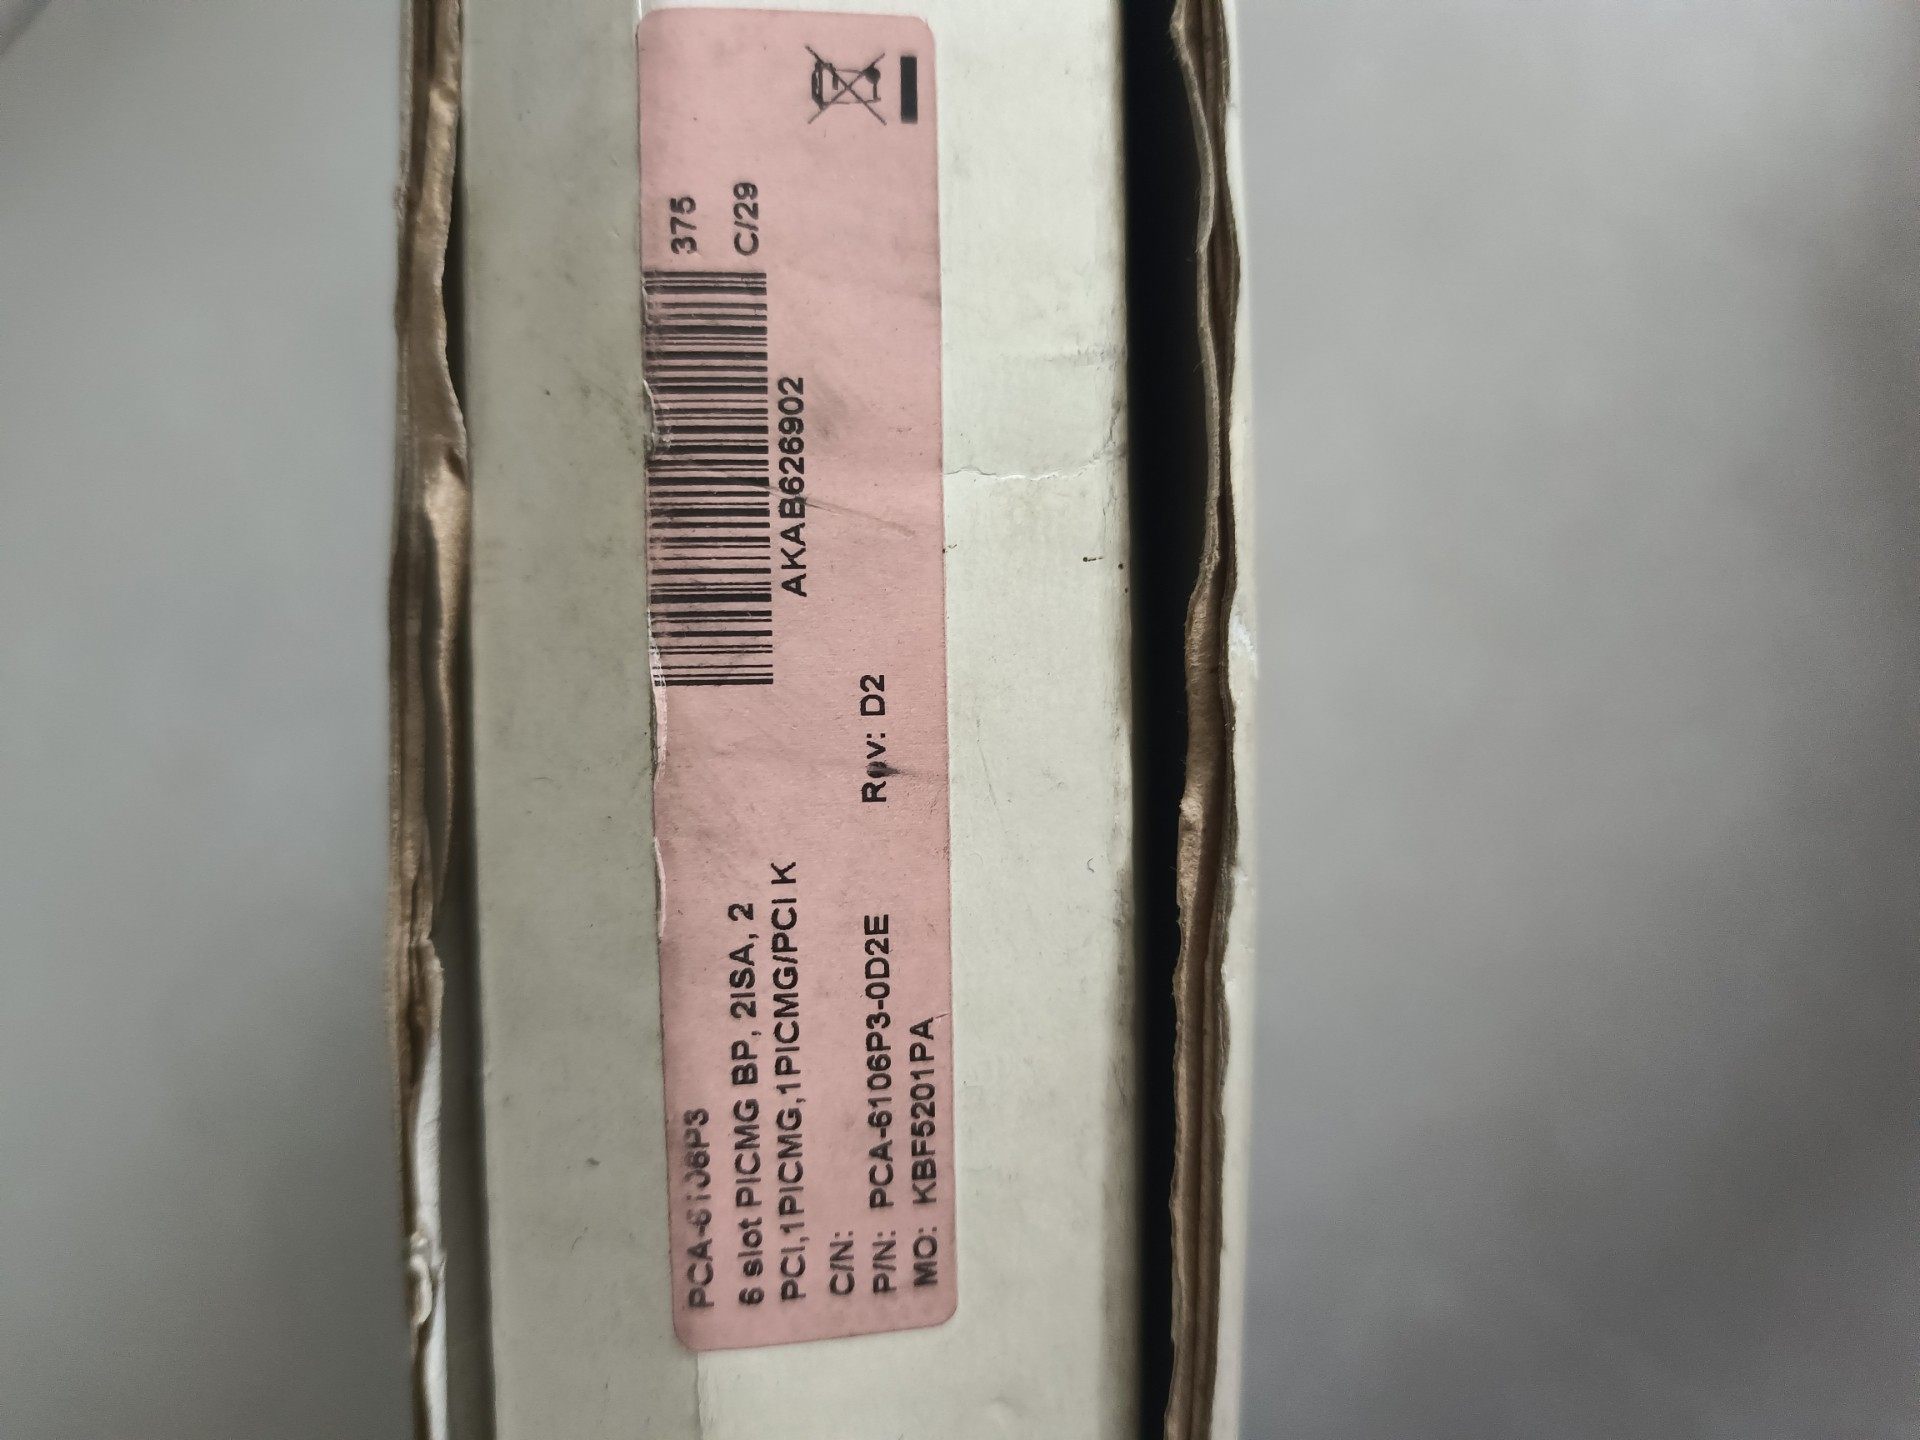 PCA-6106P3
6 slot PICMG BP, 2ISA, 2
PCI,1PICMG,1PICMG/PCI K
C/N:
P/N: PCA-6106P3-0D2E Rev: D2
MO: KBF5201PA
375
C/29
AKAB626902